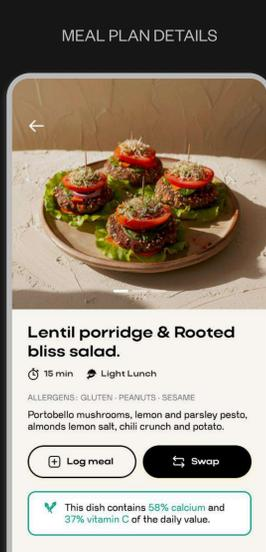 MEAL PLAN DETAILS
Lentil porridge & Rooted
bliss salad.
15 min Light Lunch
ALLERGENS: GLUTEN · PEANUTS · SESAME
Portobello mushrooms, lemon and parsley pesto,
almonds lemon salt, chili crunch and potato.
Log meal Swap
This dish contains 58% calcium and
37% vitamin C of the daily value.